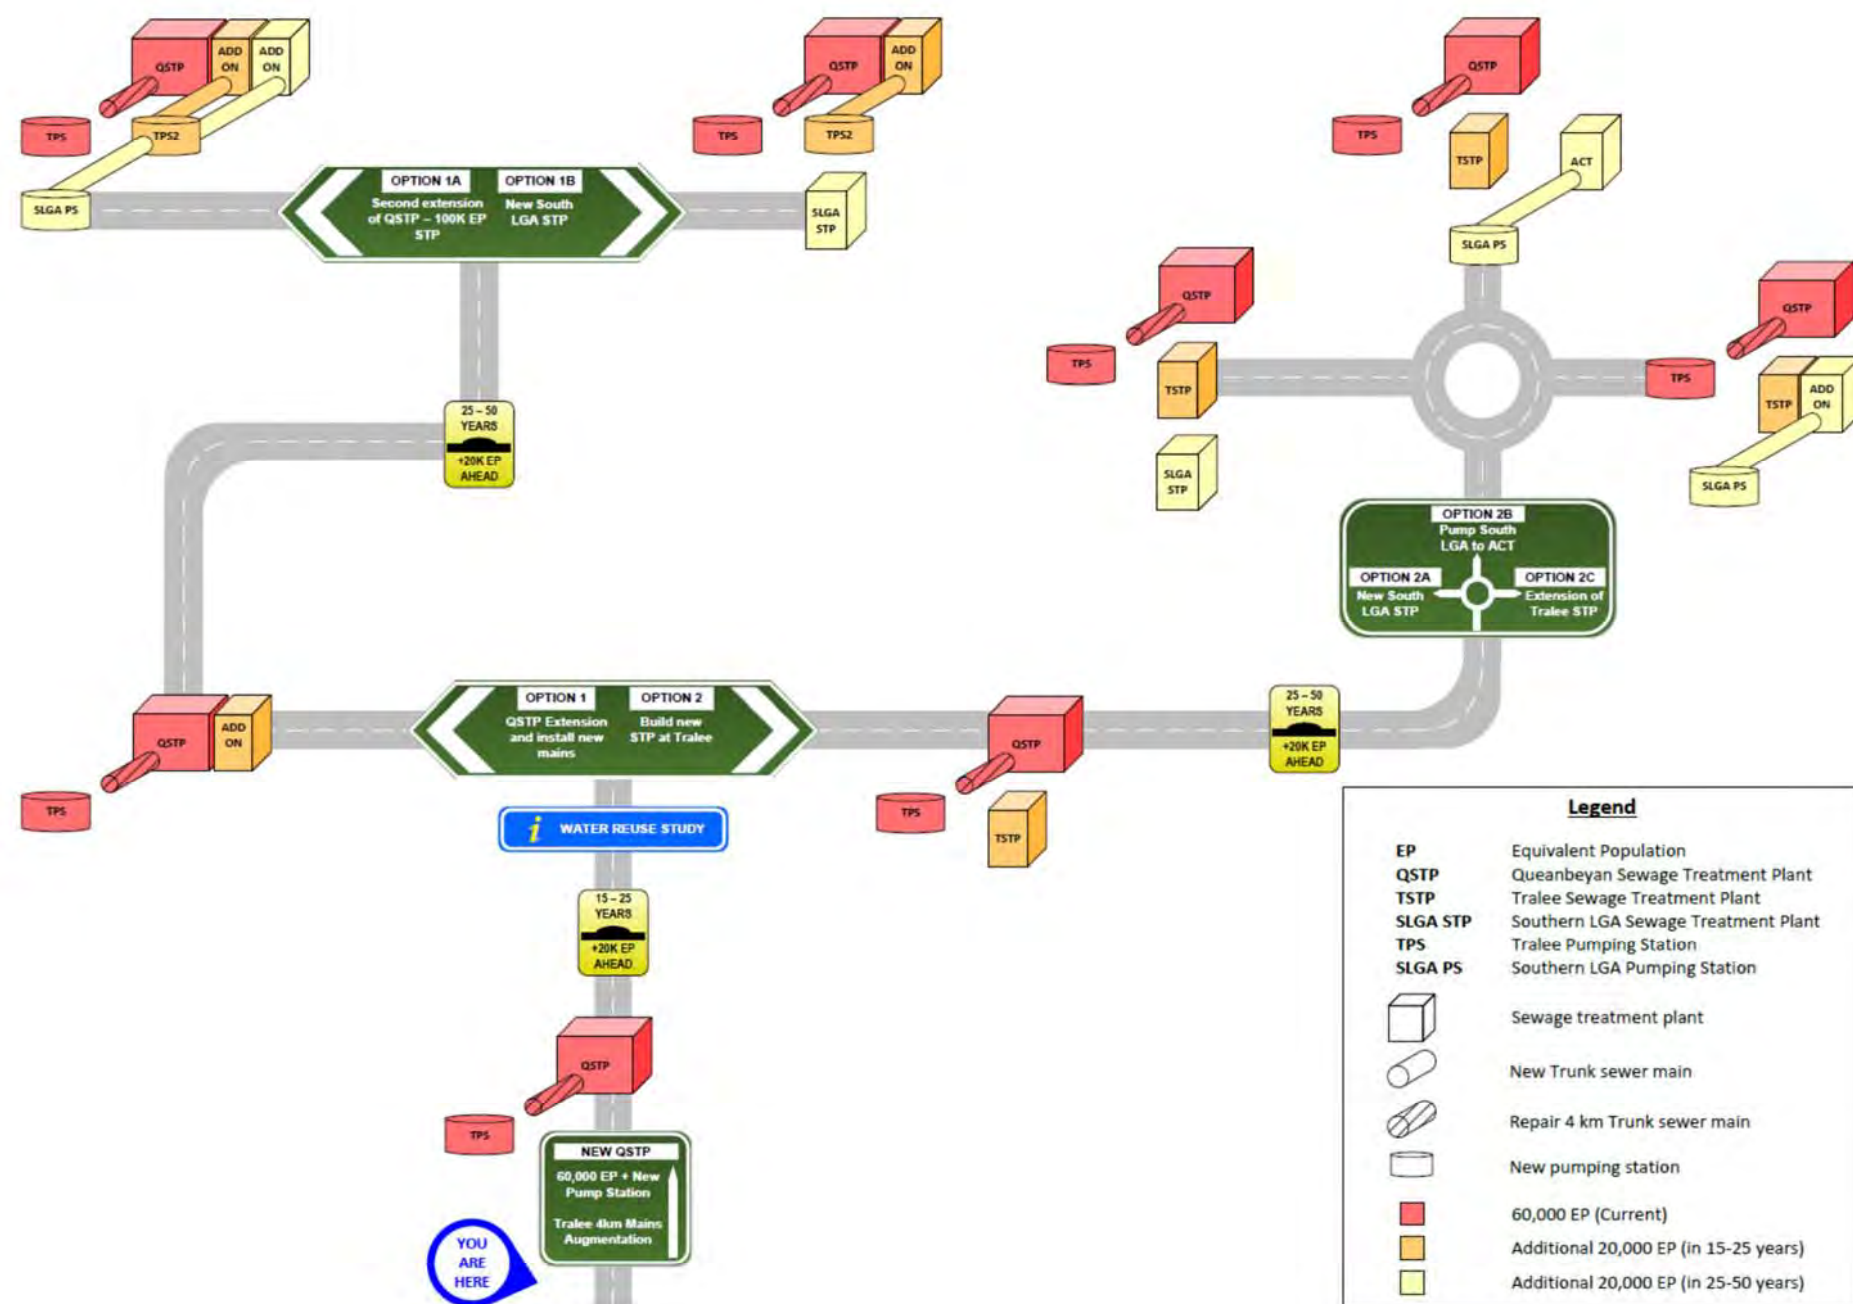 QSTP
ADD
ON
ADD
ON
TPS
TPS2
SLGA PS
QSTP
ADD
ON
TPS
TPS2
SLGA
STP
OPTION 1A
Second extension
of QSTP – 100K EP
STP
OPTION 1B
New South
LGA STP
QSTP
TPS
TSTP
ACT
SLGA PS
QSTP
TPS
TSTP
SLGA
STP
QSTP
TPS
TSTP
ADD
ON
SLGA PS
25 – 50
YEARS
+20K EP
AHEAD
OPTION 2B
Pump South
LGA to ACT
OPTION 2A
New South
LGA STP
OPTION 2C
Extension of
Tralee STP
QSTP
ADD
ON
TPS
OPTION 1
QSTP Extension
and install new
mains
OPTION 2
Build new
STP at Tralee
QSTP
TPS
TSTP
25 – 50
YEARS
+20K EP
AHEAD
i WATER REUSE STUDY
15 – 25
YEARS
+20K EP
AHEAD
QSTP
TPS
NEW QSTP
60,000 EP + New
Pump Station
Tralee 4km Mains
Augmentation
YOU
ARE
HERE
Legend
EP Equivalent Population
QSTP Queanbeyan Sewage Treatment Plant
TSTP Tralee Sewage Treatment Plant
SLGA STP Southern LGA Sewage Treatment Plant
TPS Tralee Pumping Station
SLGA PS Southern LGA Pumping Station
Sewage treatment plant
New Trunk sewer main
Repair 4 km Trunk sewer main
New pumping station
60,000 EP (Current)
Additional 20,000 EP (in 15-25 years)
Additional 20,000 EP (in 25-50 years)